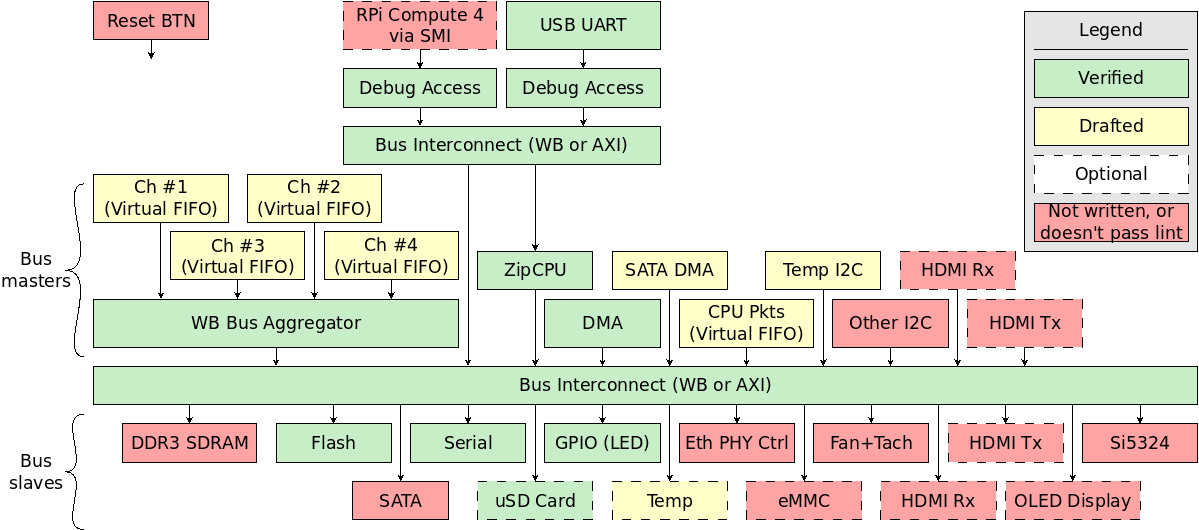 Reset BTN
RPi Compute 4
via SMI
USB UART
Legend
Verified
Drafted
Optional
Not written, or
doesn't pass lint
Debug Access
Debug Access
Bus Interconnect (WB or AXI)
Bus
masters
Ch #1
(Virtual FIFO)
Ch #2
(Virtual FIFO)
Ch #3
(Virtual FIFO)
Ch #4
(Virtual FIFO)
ZipCPU
SATA DMA
Temp I2C
HDMI Rx
WB Bus Aggregator
DMA
CPU Pkts
(Virtual FIFO)
Other I2C
HDMI Tx
Bus Interconnect (WB or AXI)
Bus
slaves
DDR3 SDRAM
Flash
Serial
GPIO (LED)
Eth PHY Ctrl
Fan+Tach
HDMI Tx
Si5324
SATA
uSD Card
Temp
eMMC
HDMI Rx
OLED Display